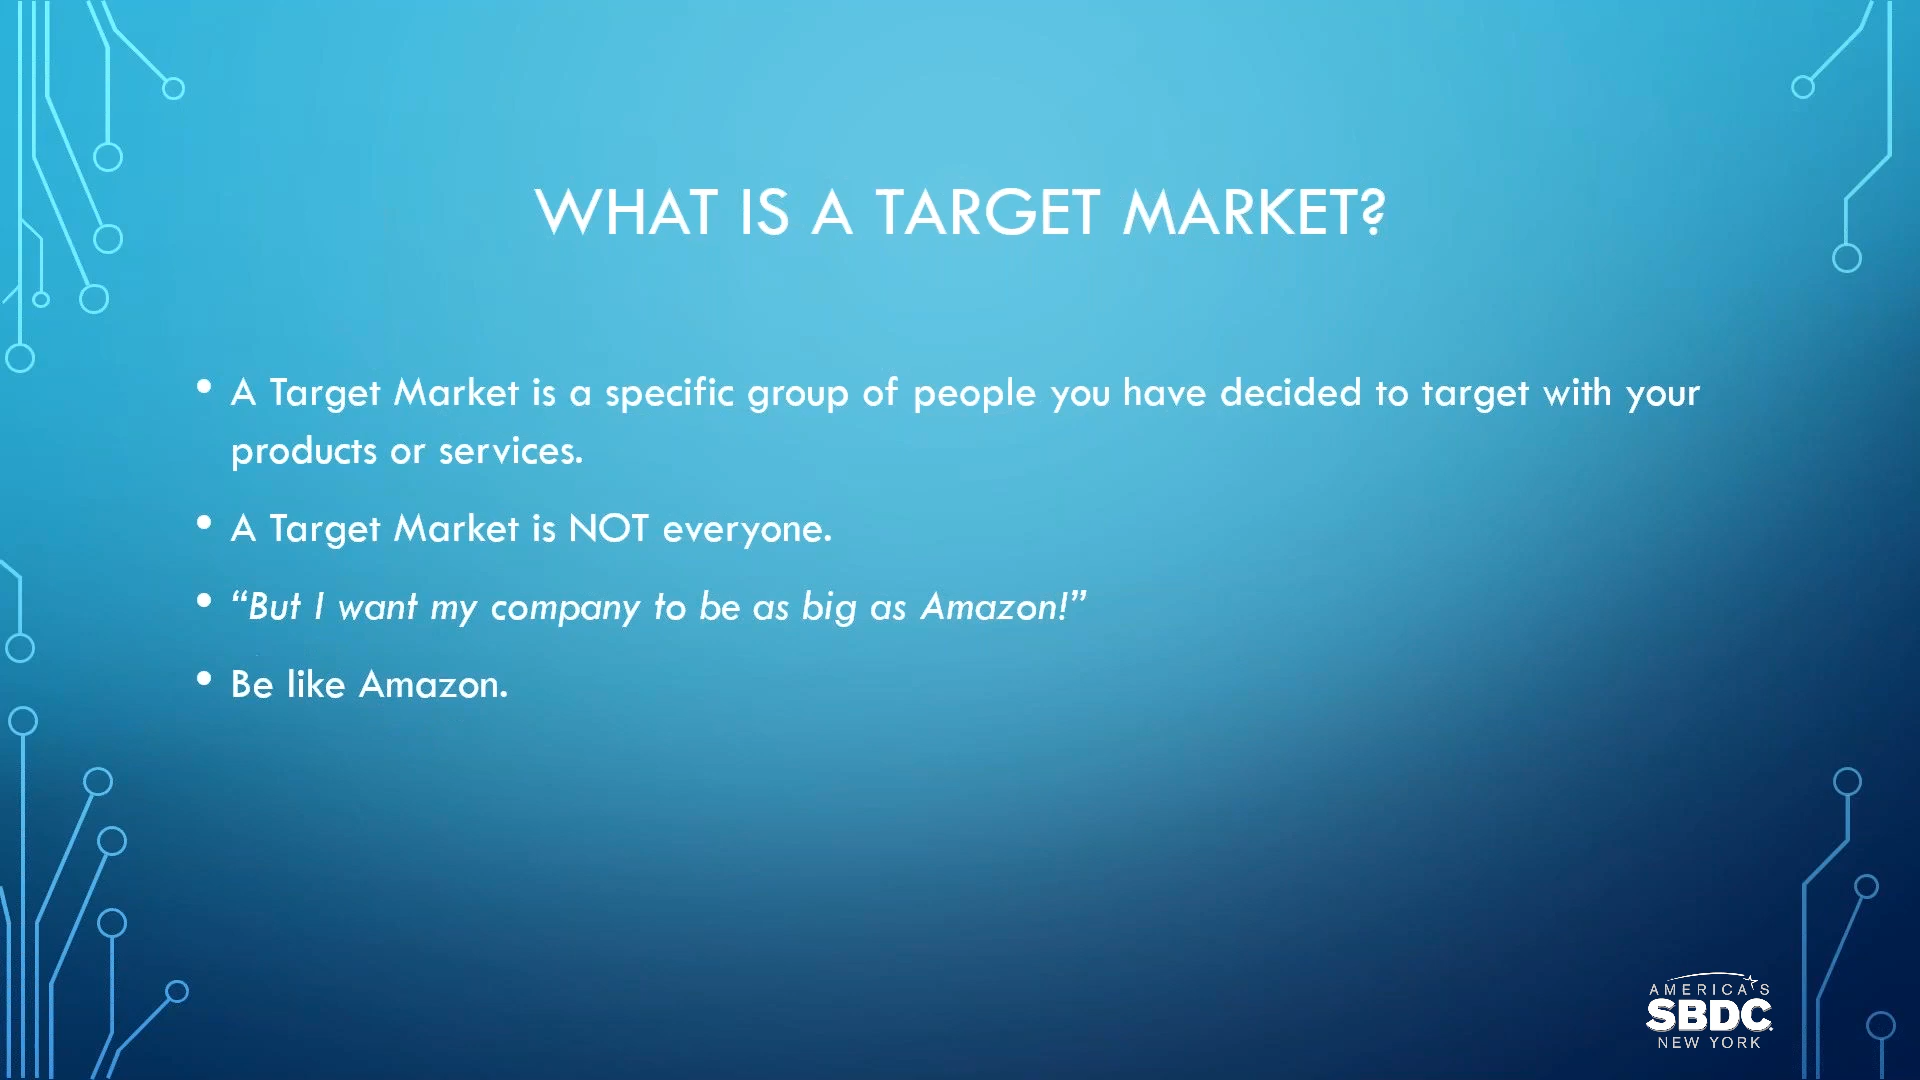 WHAT IS A TARGET MARKET?
• A Target Market is a specific group of people you have decided to target with your
products or services.
• A Target Market is NOT everyone.
• “But I want my company to be as big as Amazon!”
• Be like Amazon.
AMERICA'S
SBDC
NEW YORK